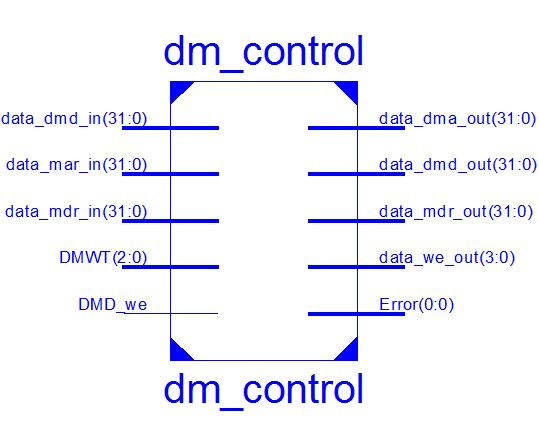 dm_control
data_dmd_in(31:0) data_dma_out(31:0)
data_mar_in(31:0) data_dmd_out(31:0)
data_mdr_in(31:0) data_mdr_out(31:0)
DMWT(2:0) data_we_out(3:0)
DMD_we Error(0:0)
dm_control